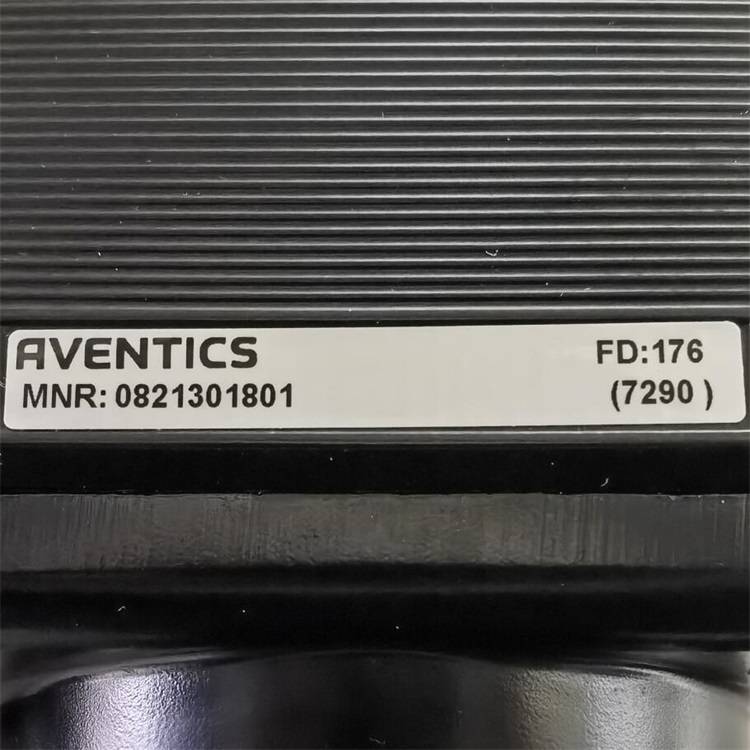 AVENTICS FD:176
MNR: 0821301801 (7290 )